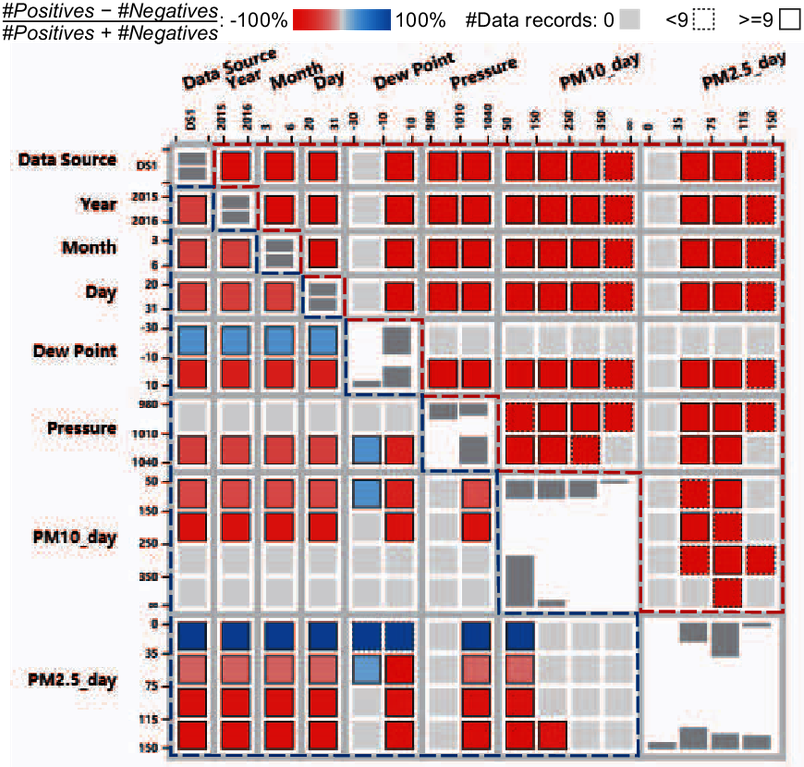 #Positives − #Negatives
#Positives + #Negatives
: -100% 100% #Data records: 0 <9 >=9
Data Source Year Month Day Dew Point Pressure PM10_day PM2.5_day
DS1 2015 2016 3 6 20 31 -30 -10 10 980 1010 1040 50 150 250 350 ∞ 0 35 75 115 150
Data Source DS1
Year 2015
2016
Month 3
6
Day 20
31
Dew Point -30
-10
10
Pressure 980
1010
1040
PM10_day 50
150
250
350
∞
PM2.5_day 0
35
75
115
150